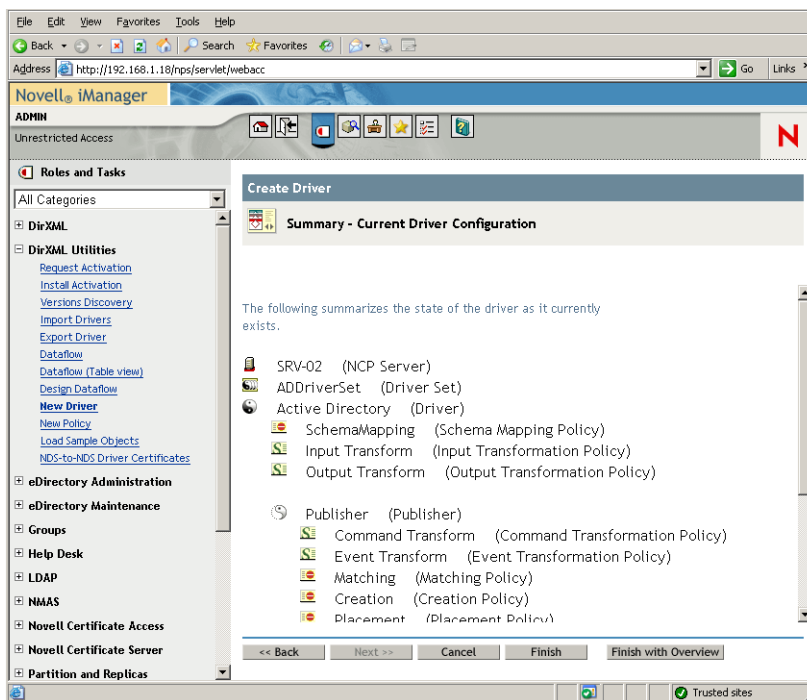 File Edit View Favorites Tools Help
Back Search Favorites
Address http://192.168.1.18/nps/servlet/webacc Go Links »
Novell® iManager
ADMIN
Unrestricted Access
N
Roles and Tasks
All Categories
DirXML
DirXML Utilities
Request Activation
Install Activation
Versions Discovery
Import Drivers
Export Driver
Dataflow
Dataflow (Table view)
Design Dataflow
New Driver
New Policy
Load Sample Objects
NDS-to-NDS Driver Certificates
eDirectory Administration
eDirectory Maintenance
Groups
Help Desk
LDAP
NMAS
Novell Certificate Access
Novell Certificate Server
Partition and Replicas
Create Driver
Summary - Current Driver Configuration
The following summarizes the state of the driver as it currently
exists.
SRV-02 (NCP Server)
ADDriverSet (Driver Set)
Active Directory (Driver)
SchemaMapping (Schema Mapping Policy)
Input Transform (Input Transformation Policy)
Output Transform (Output Transformation Policy)
Publisher (Publisher)
Command Transform (Command Transformation Policy)
Event Transform (Event Transformation Policy)
Matching (Matching Policy)
Creation (Creation Policy)
Placement (Placement Policy)
<< Back Next >> Cancel Finish Finish with Overview
Trusted sites